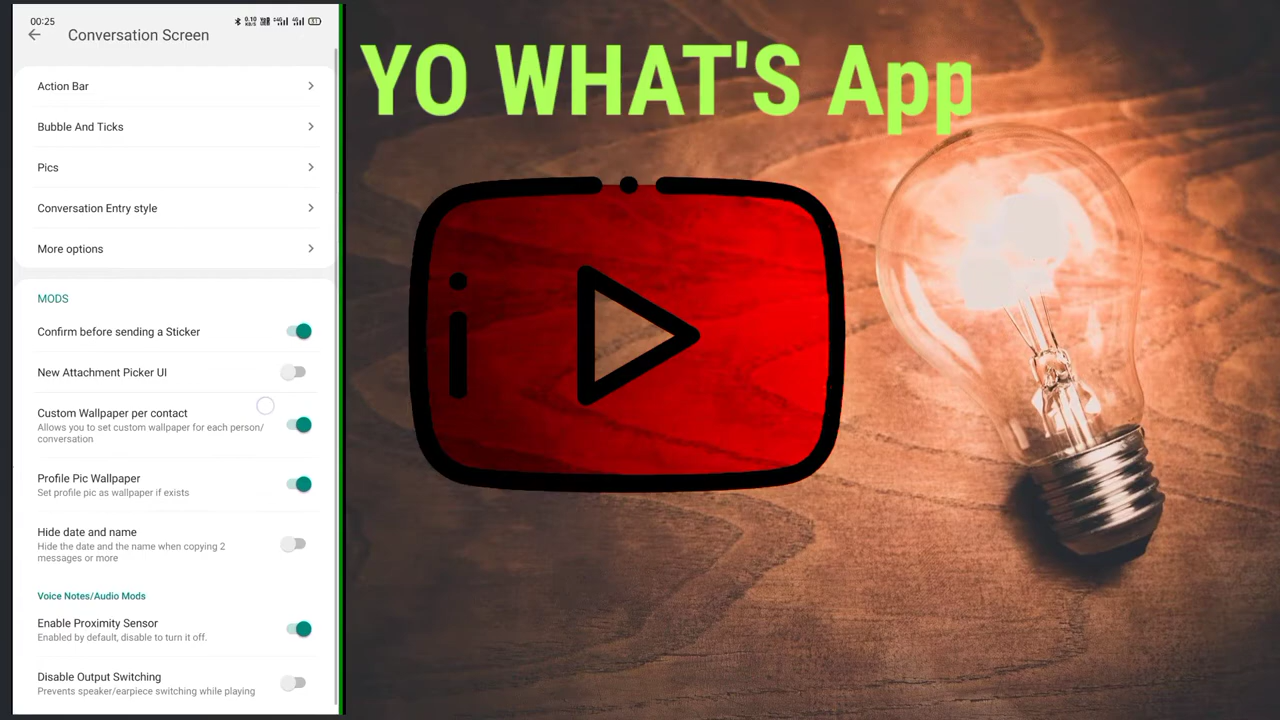 00:25
Conversation Screen
YO WHAT'S App
Action Bar
Bubble And Ticks
Pics
Conversation Entry style
More options
MODS
Confirm before sending a Sticker
New Attachment Picker UI
Custom Wallpaper per contact
Allows you to set custom wallpaper for each person/
conversation
Profile Pic Wallpaper
Set profile pic as wallpaper if exists
Hide date and name
Hide the date and the name when copying 2
messages or more
Voice Notes/Audio Mods
Enable Proximity Sensor
Enabled by default, disable to turn it off.
Disable Output Switching
Prevents speaker/earpiece switching while playing